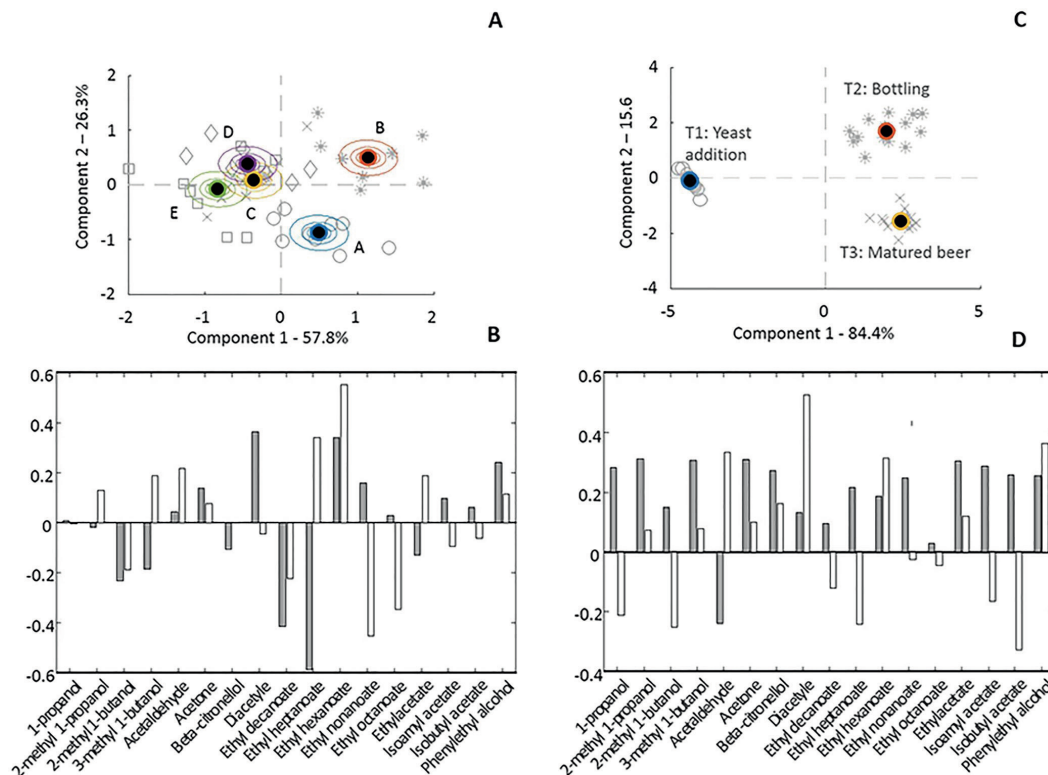 A
2
1
0
-1
-2
Component 2 – 26.3%
D
B
E
C
A
-2
-1
0
1
2
Component 1 - 57.8%
C
4
2
0
-2
-4
Component 2 – 15.6
T1: Yeast
addition
T2: Bottling
T3: Matured beer
-5
0
5
Component 1 - 84.4%
B
0.6
0.4
0.2
0
-0.2
-0.4
-0.6
1-propanol
2-methyl 1-propanol
2-methyl 1-butanol
3-methyl 1-butanol
Acetaldehyde
Acetone
Beta-citronellol
Diacetyle
Ethyl decanoate
Ethyl heptanoate
Ethyl hexanoate
Ethyl nonanoate
Ethyl octanoate
Ethylacetate
Isoamyl acetate
Isobutyl acetate
Phenylethyl alcohol
D
0.6
0.4
0.2
0
-0.2
-0.4
1-propanol
2-methyl 1-propanol
2-methyl 1-butanol
3-methyl 1-butanol
Acetaldehyde
Acetone
Beta-citronellol
Diacetyle
Ethyl decanoate
Ethyl heptanoate
Ethyl hexanoate
Ethyl nonanoate
Ethyl octanoate
Ethylacetate
Isoamyl acetate
Isobutyl acetate
Phenylethyl alcohol